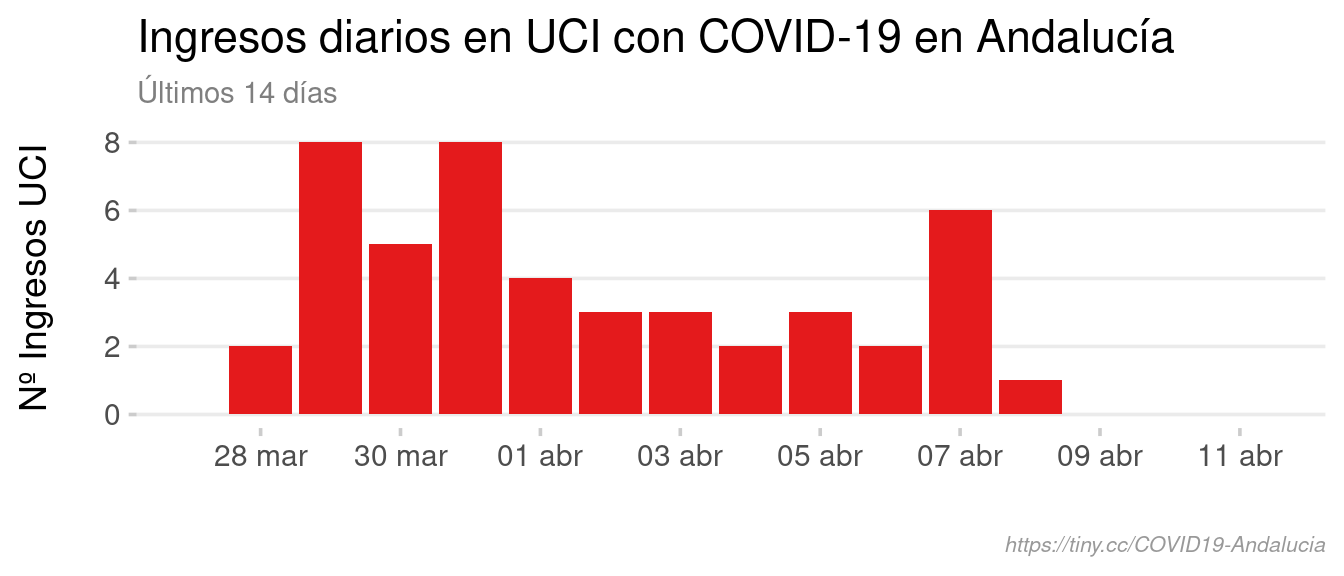 Ingresos diarios en UCI con COVID-19 en Andalucía
Últimos 14 días
Nº Ingresos UCI
8
6
4
2
0
28 mar 30 mar 01 abr 03 abr 05 abr 07 abr 09 abr 11 abr
https://tiny.cc/COVID19-Andalucia